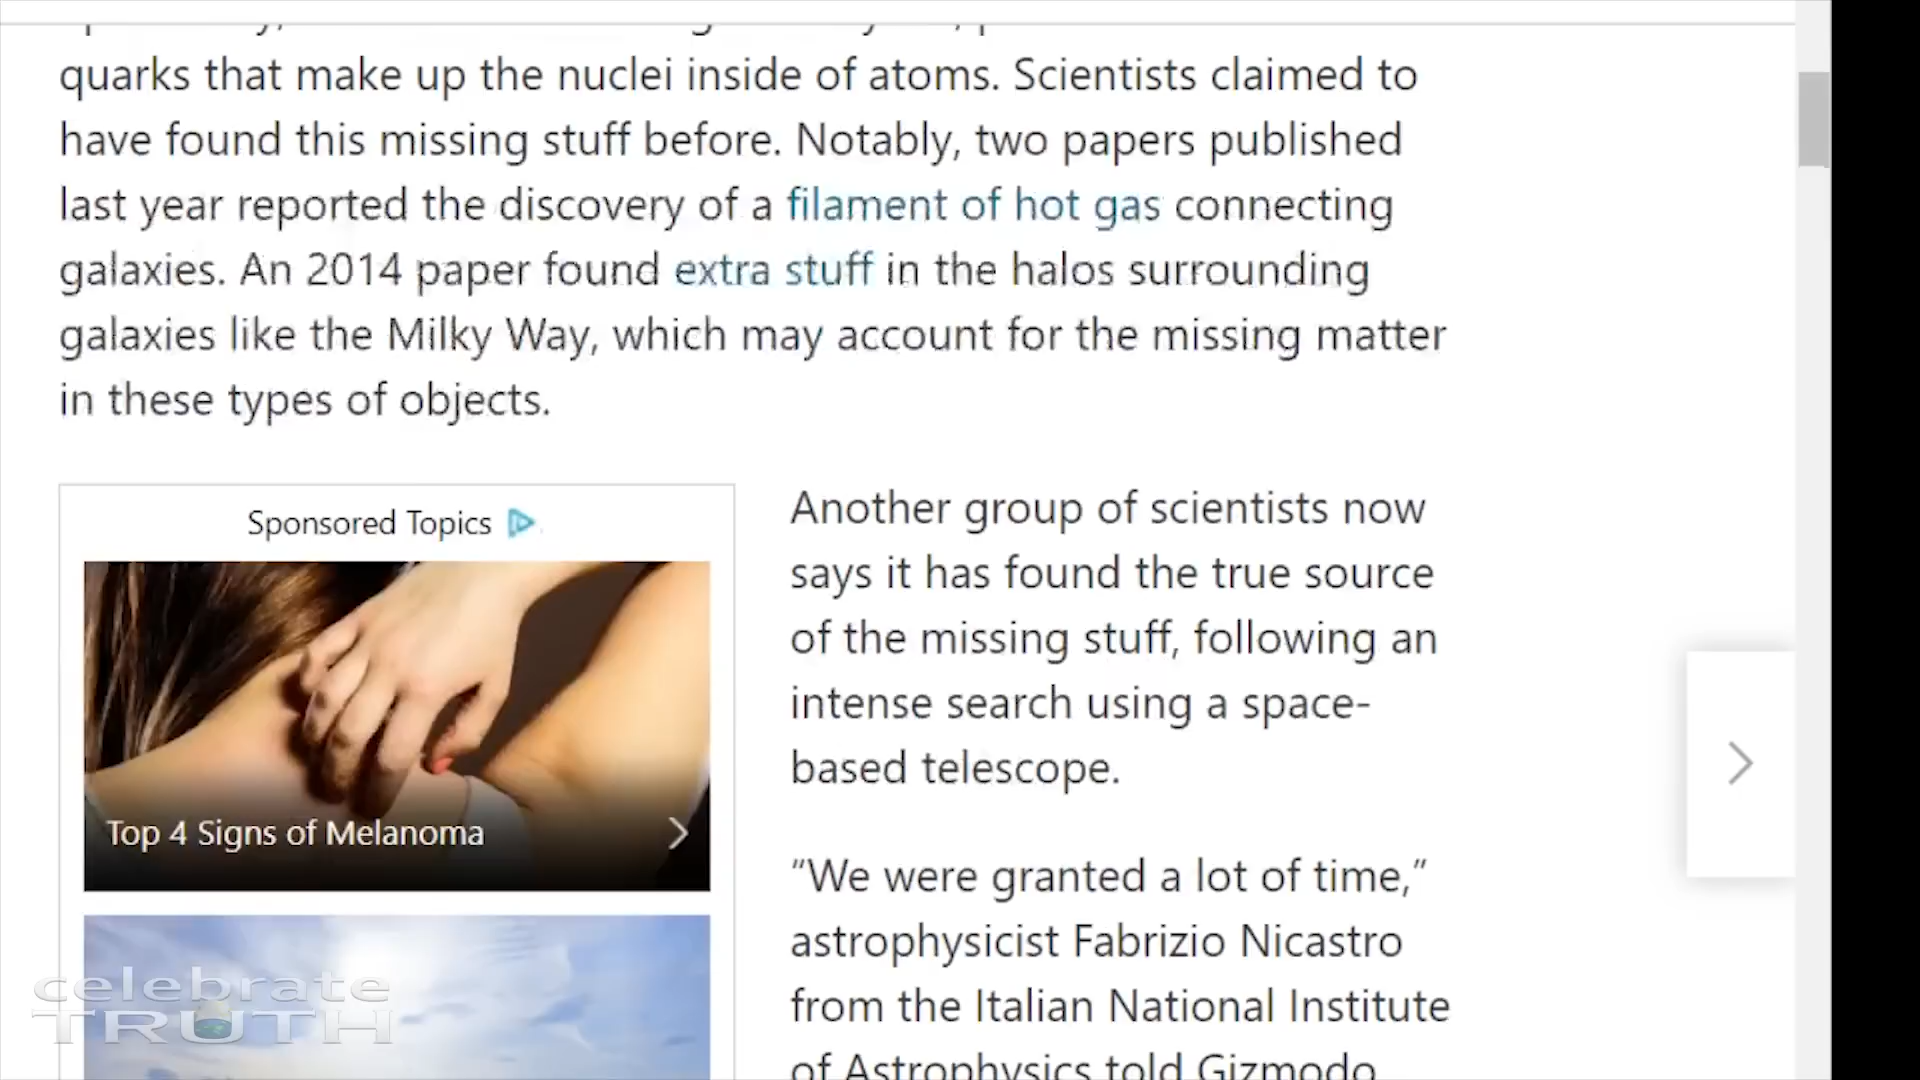 quarks that make up the nuclei inside of atoms. Scientists claimed to
have found this missing stuff before. Notably, two papers published
last year reported the discovery of a filament of hot gas connecting
galaxies. An 2014 paper found extra stuff in the halos surrounding
galaxies like the Milky Way, which may account for the missing matter
in these types of objects.
Sponsored Topics
Top 4 Signs of Melanoma
Another group of scientists now
says it has found the true source
of the missing stuff, following an
intense search using a space-
based telescope.
“We were granted a lot of time,”
astrophysicist Fabrizio Nicastro
from the Italian National Institute
of Astrophysics told Gizmodo
celebrate
TRUTH